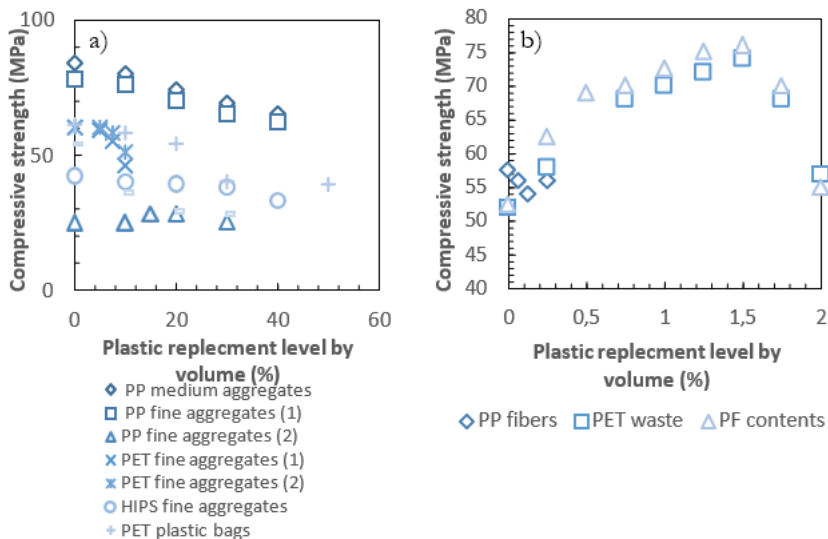 a)
Compressive strength (MPa)
100
50
0
0 20 40 60
Plastic replecment level by
volume (%)
PP medium aggregates
PP fine aggregates (1)
PP fine aggregates (2)
PET fine aggregates (1)
PET fine aggregates (2)
HIPS fine aggregates
PET plastic bags
b)
Compressive strength (MPa)
80
75
70
65
60
55
50
45
40
0 0,5 1 1,5 2
Plastic replacement level by
volume (%)
PP fibers PET waste PF contents